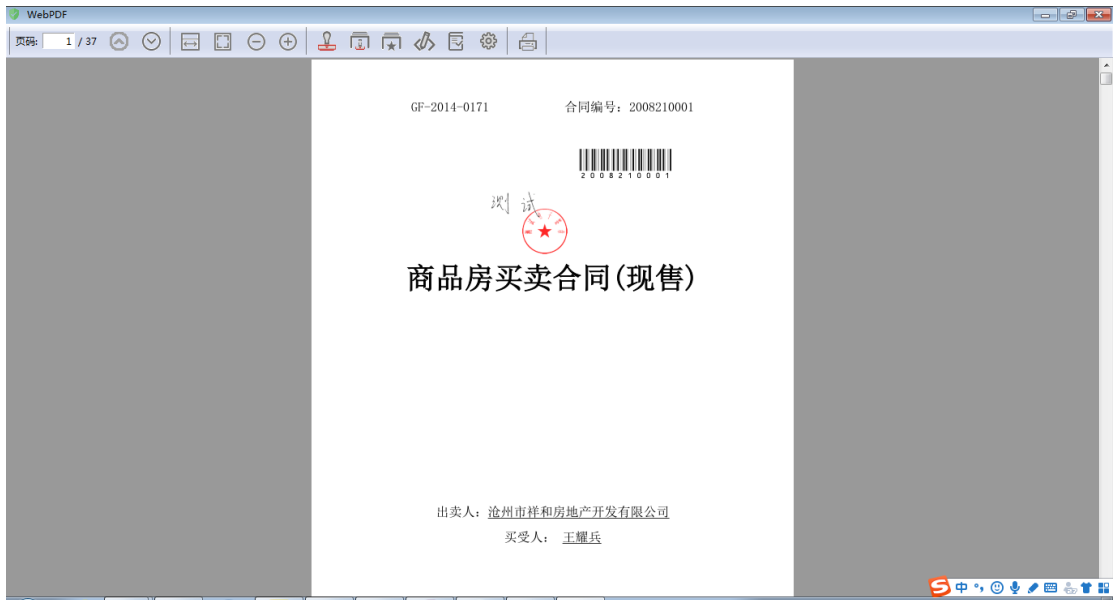 WebPDF
页码: 1 / 37
GF-2014-0171 合同编号: 2008210001
2008210001
测试
商品房买卖合同(现售)
出卖人: 沧州市祥和房地产开发有限公司
买受人: 王耀兵
中